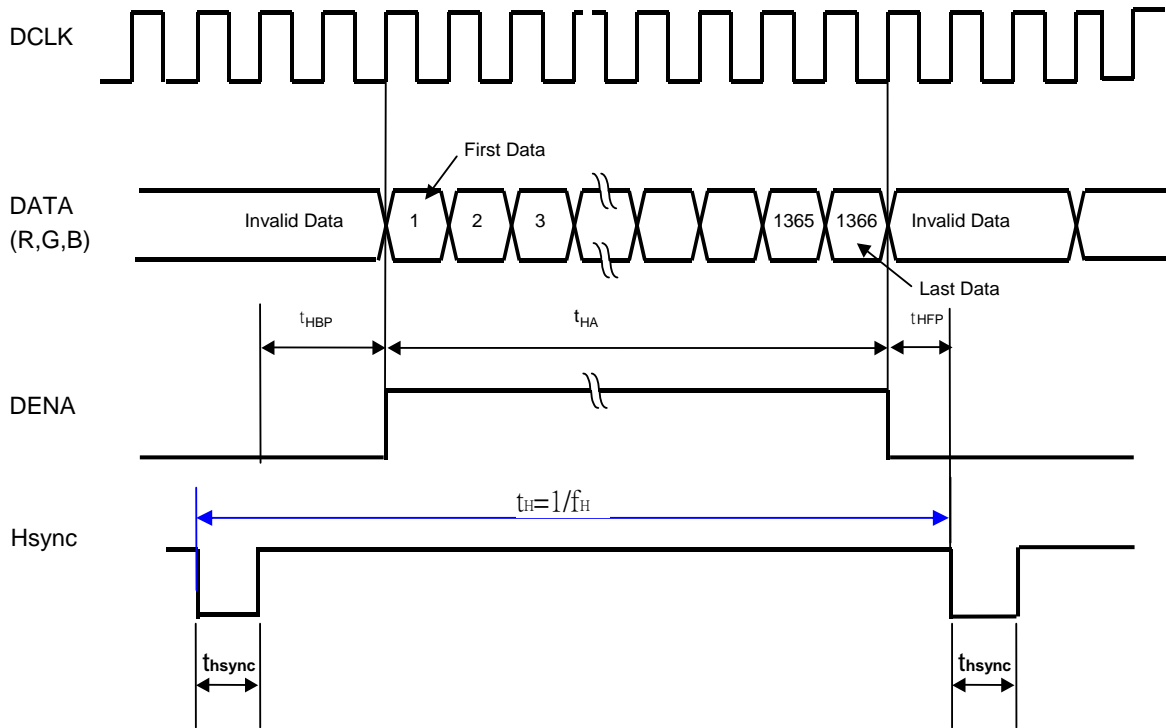 DCLK
First Data
DATA
(R,G,B)
Invalid Data
1
2
3
1365
1366
Invalid Data
Last Data
tHBP
tHA
tHFP
DENA
tH=1/fH
Hsync
thsync
thsync